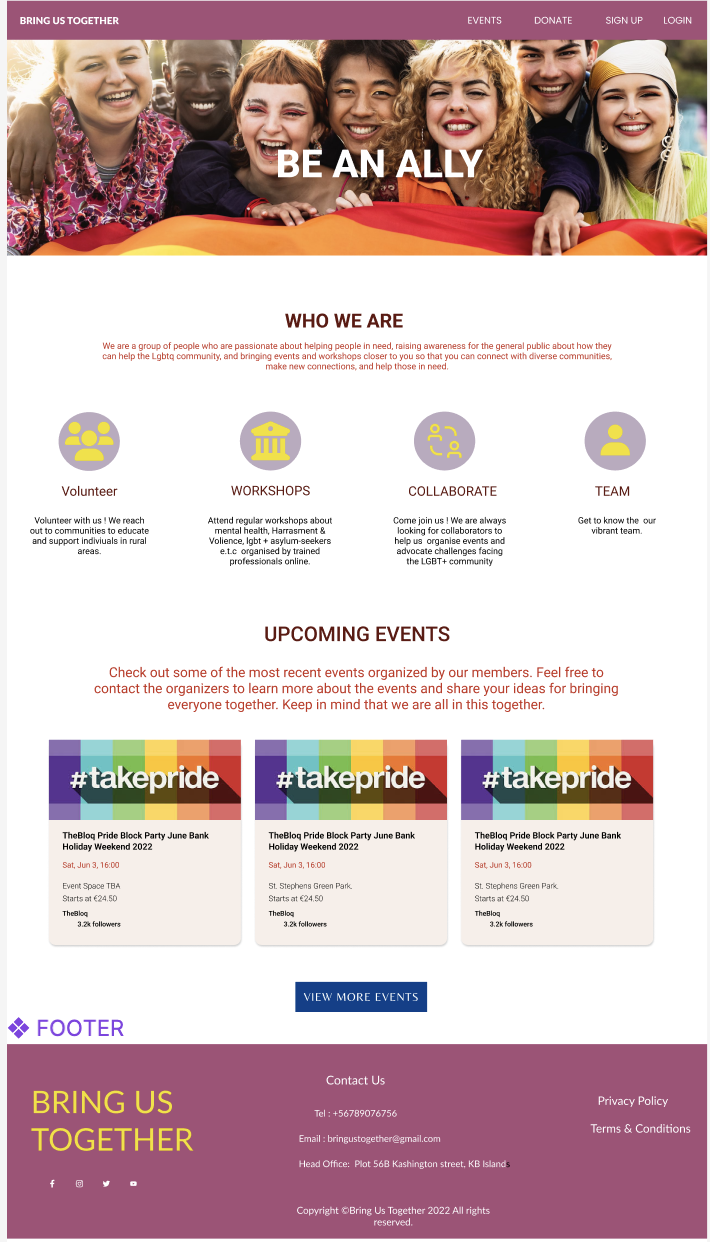 BRING US TOGETHER
EVENTS DONATE SIGN UP LOGIN
BE AN ALLY
WHO WE ARE
We are a group of people who are passionate about helping people in need, raising awareness for the general public about how they
can help the Lgbtq community, and bringing events and workshops closer to you so that you can connect with diverse communities,
make new connections, and help those in need.
Volunteer
Volunteer with us ! We reach
out to communities to educate
and support indiviuals in rural
areas.
WORKSHOPS
Attend regular workshops about
mental health, Harrasment &
Volience, lgbt + asylum-seekers
e.t.c organised by trained
professionals online.
COLLABORATE
Come join us ! We are always
looking for collaborators to
help us organise events and
advocate challenges facing
the LGBT+ community
TEAM
Get to know the our
vibrant team.
UPCOMING EVENTS
Check out some of the most recent events organized by our members. Feel free to
contact the organizers to learn more about the events and share your ideas for bringing
everyone together. Keep in mind that we are all in this together.
#takepride
TheBloq Pride Block Party June Bank
Holiday Weekend 2022
Sat, Jun 3, 16:00
Event Space TBA
Starts at €24.50
TheBloq
3.2k followers
#takepride
TheBloq Pride Block Party June Bank
Holiday Weekend 2022
Sat, Jun 3, 16:00
St. Stephens Green Park.
Starts at €24.50
TheBloq
3.2k followers
#takepride
TheBloq Pride Block Party June Bank
Holiday Weekend 2022
Sat, Jun 3, 16:00
St. Stephens Green Park.
Starts at €24.50
TheBloq
3.2k followers
VIEW MORE EVENTS
FOOTER
BRING US
TOGETHER
Contact Us
Tel : +56789076756
Email : bringustogether@gmail.com
Head Office: Plot 56B Kashington street, KB Islands
Copyright ©Bring Us Together 2022 All rights
reserved.
Privacy Policy
Terms & Conditions